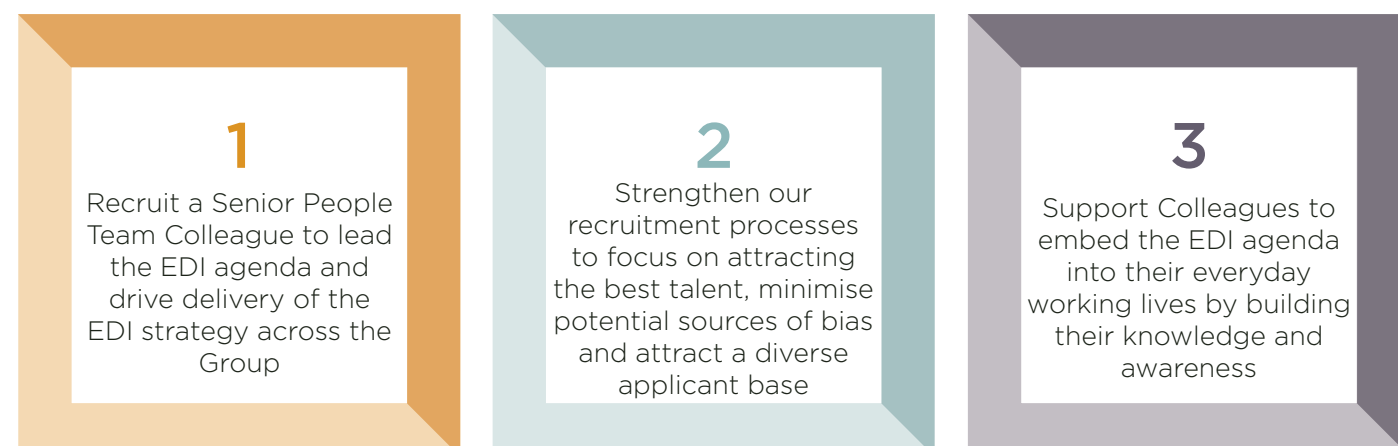 1
Recruit a Senior People
Team Colleague to lead
the EDI agenda and
drive delivery of the
EDI strategy across the
Group
2
Strengthen our
recruitment processes
to focus on attracting
the best talent, minimise
potential sources of bias
and attract a diverse
applicant base
3
Support Colleagues to
embed the EDI agenda
into their everyday
working lives by building
their knowledge and
awareness